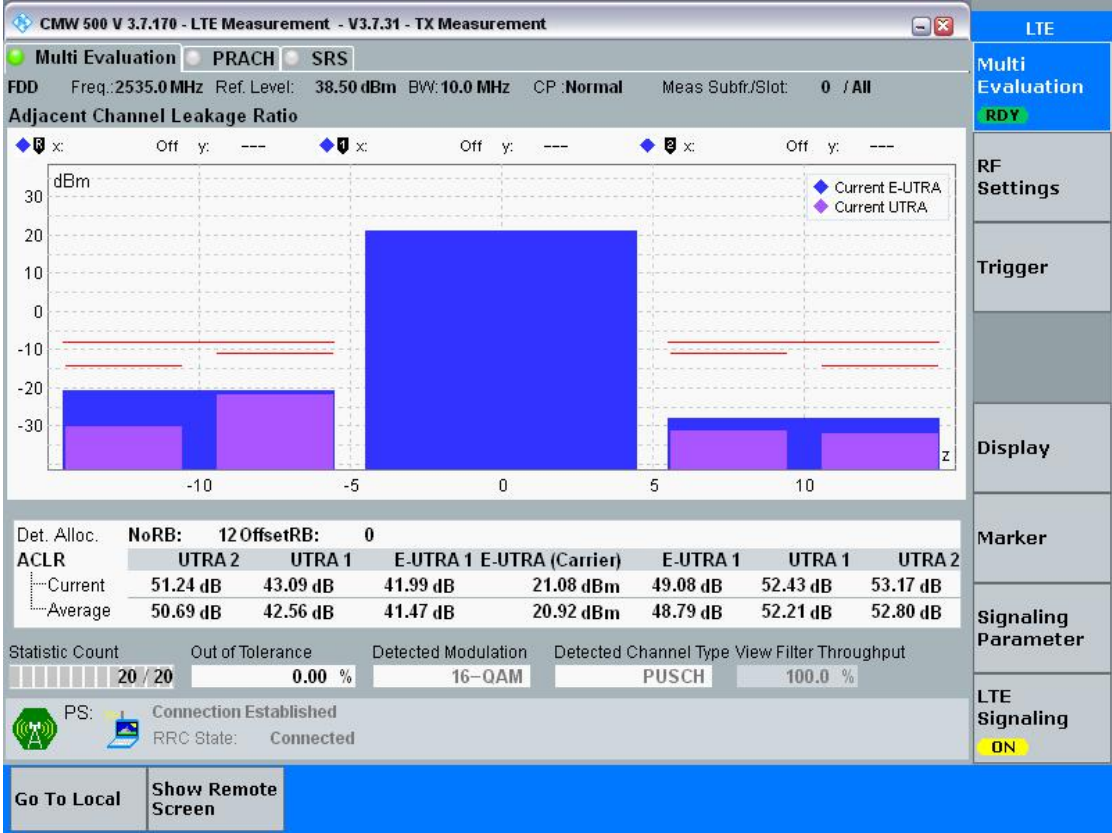 CMW 500 V 3.7.170 - LTE Measurement - V3.7.31 - TX Measurement
LTE
Multi Evaluation PRACH SRS
Multi
Evaluation
RDY
FDD Freq.:2535.0 MHz Ref. Level: 38.50 dBm BW:10.0 MHz CP :Normal Meas Subfr./Slot: 0 / All
Adjacent Channel Leakage Ratio
R x: Off y: --- 1 x: Off y: --- 2 x: Off y: ---
dBm
Current E-UTRA
Current UTRA
30
20
10
0
-10
-20
-30
z
-10 -5 0 5 10
RF
Settings
Trigger
Display
Marker
Signaling
Parameter
LTE
Signaling
ON
Det. Alloc. NoRB: 12 OffsetRB: 0
ACLR UTRA 2 UTRA 1 E-UTRA 1 E-UTRA (Carrier) E-UTRA 1 UTRA 1 UTRA 2
Current 51.24 dB 43.09 dB 41.99 dB 21.08 dBm 49.08 dB 52.43 dB 53.17 dB
Average 50.69 dB 42.56 dB 41.47 dB 20.92 dBm 48.79 dB 52.21 dB 52.80 dB
Statistic Count Out of Tolerance Detected Modulation Detected Channel Type View Filter Throughput
20 / 20 0.00 % 16-QAM PUSCH 100.0 %
PS: Connection Established
RRC State: Connected
Go To Local
Show Remote
Screen